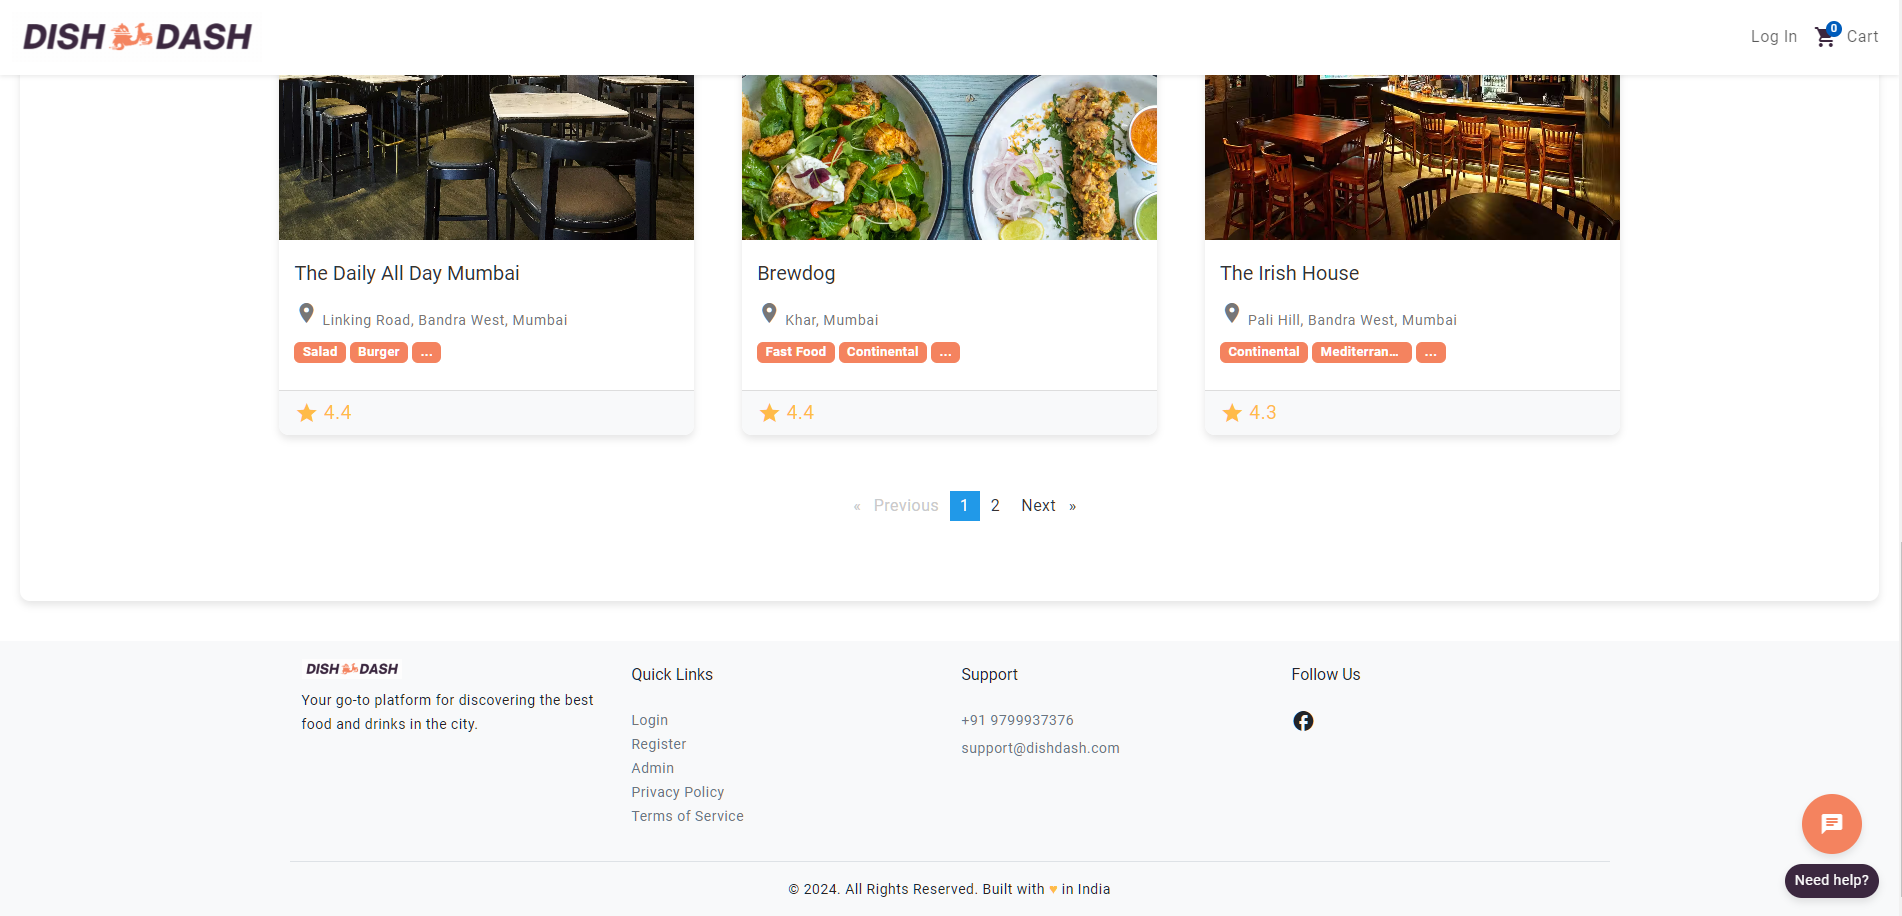 DISH DASH
Log In
0
Cart
The Daily All Day Mumbai
Linking Road, Bandra West, Mumbai
Salad Burger ...
4.4
Brewdog
Khar, Mumbai
Fast Food Continental ...
4.4
The Irish House
Pali Hill, Bandra West, Mumbai
Continental Mediterran... ...
4.3
« Previous 1 2 Next »
DISH DASH
Your go-to platform for discovering the best
food and drinks in the city.
Quick Links
Login
Register
Admin
Privacy Policy
Terms of Service
Support
+91 9799937376
support@dishdash.com
Follow Us
Need help?
© 2024. All Rights Reserved. Built with ♥ in India